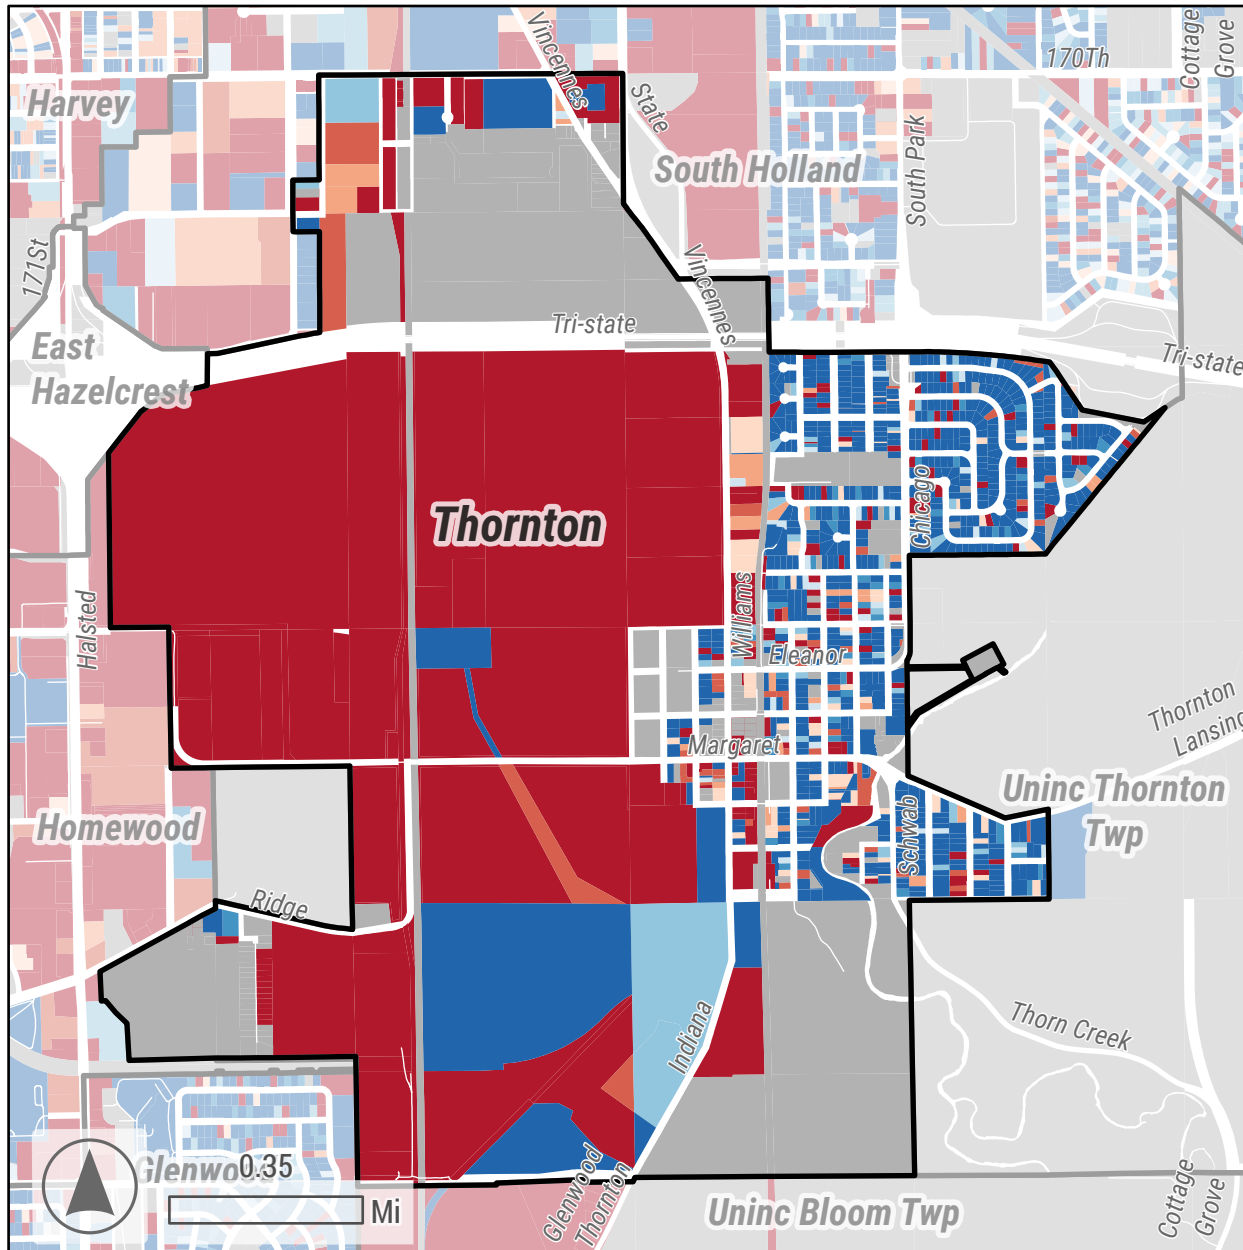 Vincennes
170Th
Cottage
Grove
Harvey
State
South Holland
South Park
171St
Vincennes
Tri-state
East
Hazelcrest
Tri-state
Thornton
Chicago
Halsted
Williams
Eleanor
Thornton
Lansing
Margaret
Uninc Thornton
Twp
Homewood
Schwab
Ridge
Indiana
Thorn Creek
Glenwood
0.35
Mi
Glenwood
Thornton
Uninc Bloom Twp
Cottage
Grove